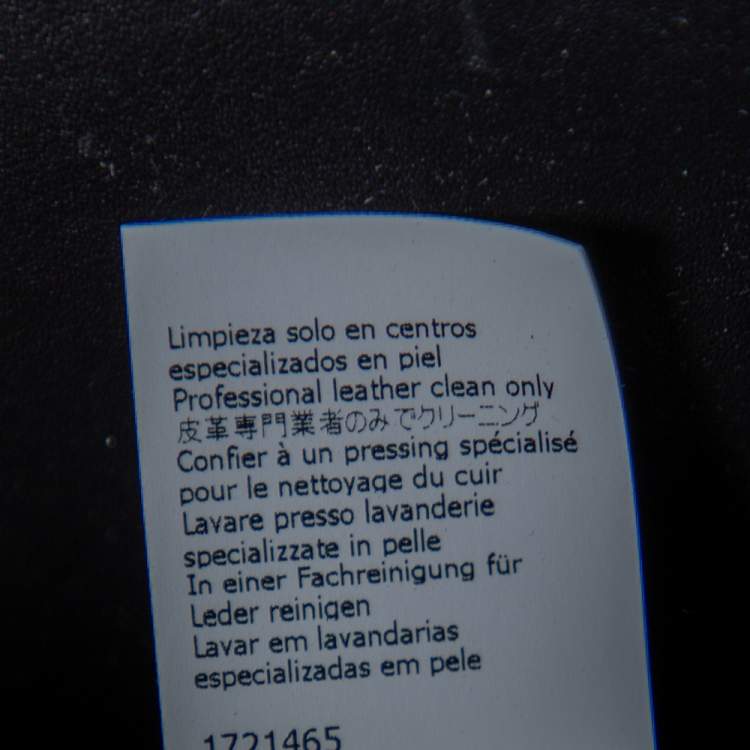 Limpieza solo en centros
especializados en piel
Professional leather clean only
皮革専門業者のみでクリーニング
Confier à un pressing spécialisé
pour le nettoyage du cuir
Lavare presso lavanderie
specializzate in pelle
In einer Fachreinigung für
Leder reinigen
Lavar em lavandarias
especializadas em pele
1721465